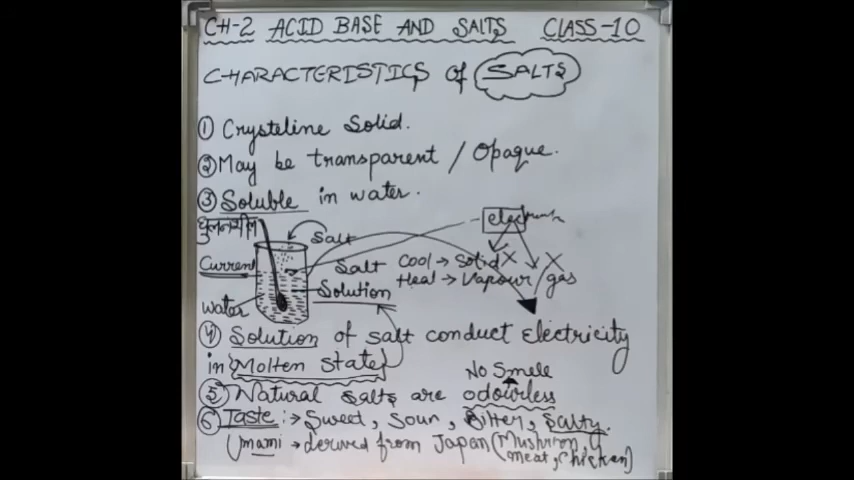 CH-2 ACID BASE AND SALTS CLASS-10
CHARACTERISTICS of SALTS
① Crysteline Solid.
② May be transparent / Opaque.
③ Soluble in water.
घुलनशील
Salt
Current
Salt
Solution
water
Cool → Solid X X
Heat → Vapour / gas
④ Solution of salt conduct electricity
in {Molten State}
No Smell
⑤ Natural salts are odourless
⑥ Taste :→ Sweet, Soun, Bitter, Salty.
Umami → derived from Japan (Mushroom,
meat, chicken)